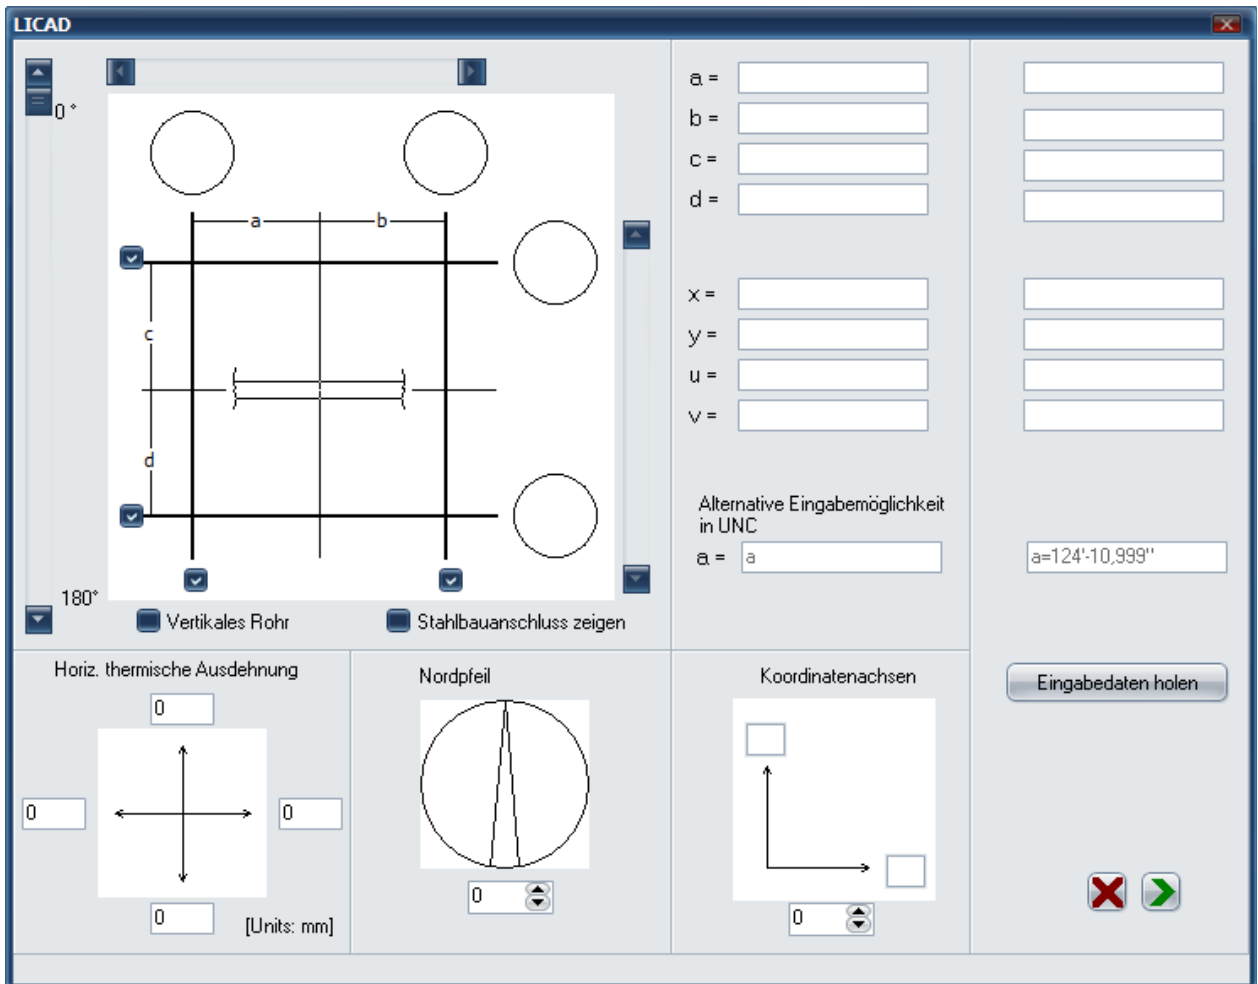 LICAD
0 °
a
b
c
d
180°
Vertikales Rohr
Stahlbauanschluss zeigen
a =
b =
c =
d =
x =
y =
u =
v =
Alternative Eingabemöglichkeit
in UNC
a = a
a=124'-10,999"
Horiz. thermische Ausdehnung
0
0
0
0
[Units: mm]
Nordpfeil
0
Koordinatenachsen
0
Eingabedaten holen